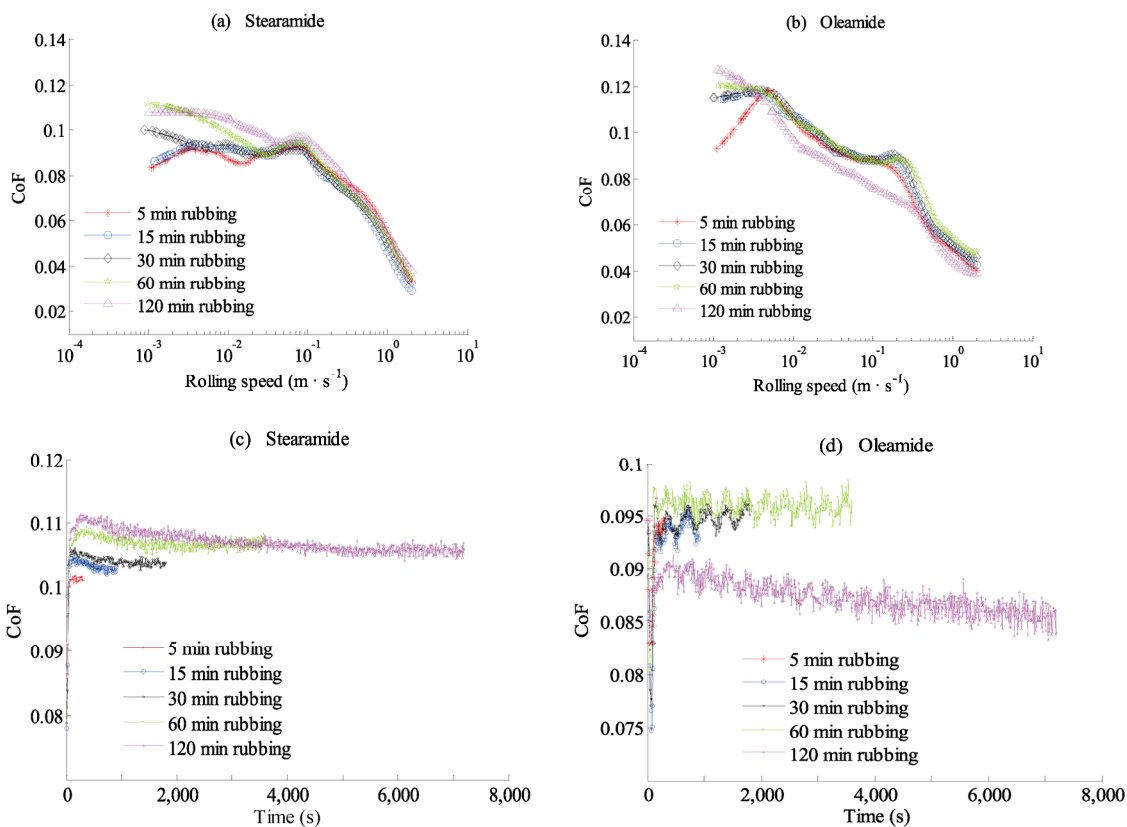 (a) Stearamide
0.14
0.12
0.1
0.08
0.06
0.04
0.02
CoF
5 min rubbing
15 min rubbing
30 min rubbing
60 min rubbing
120 min rubbing
10⁻⁴ 10⁻³ 10⁻² 10⁻¹ 10⁰ 10¹
Rolling speed (m · s⁻¹)
(b) Oleamide
0.14
0.12
0.1
0.08
0.06
0.04
0.02
CoF
5 min rubbing
15 min rubbing
30 min rubbing
60 min rubbing
120 min rubbing
10⁻⁴ 10⁻³ 10⁻² 10⁻¹ 10⁰ 10¹
Rolling speed (m · s⁻¹)
(c) Stearamide
0.12
0.11
0.1
0.09
0.08
CoF
5 min rubbing
15 min rubbing
30 min rubbing
60 min rubbing
120 min rubbing
0 2,000 4,000 6,000 8,000
Time (s)
(d) Oleamide
0.1
0.095
0.09
0.085
0.08
0.075
CoF
5 min rubbing
15 min rubbing
30 min rubbing
60 min rubbing
120 min rubbing
0 2,000 4,000 6,000 8,000
Time (s)